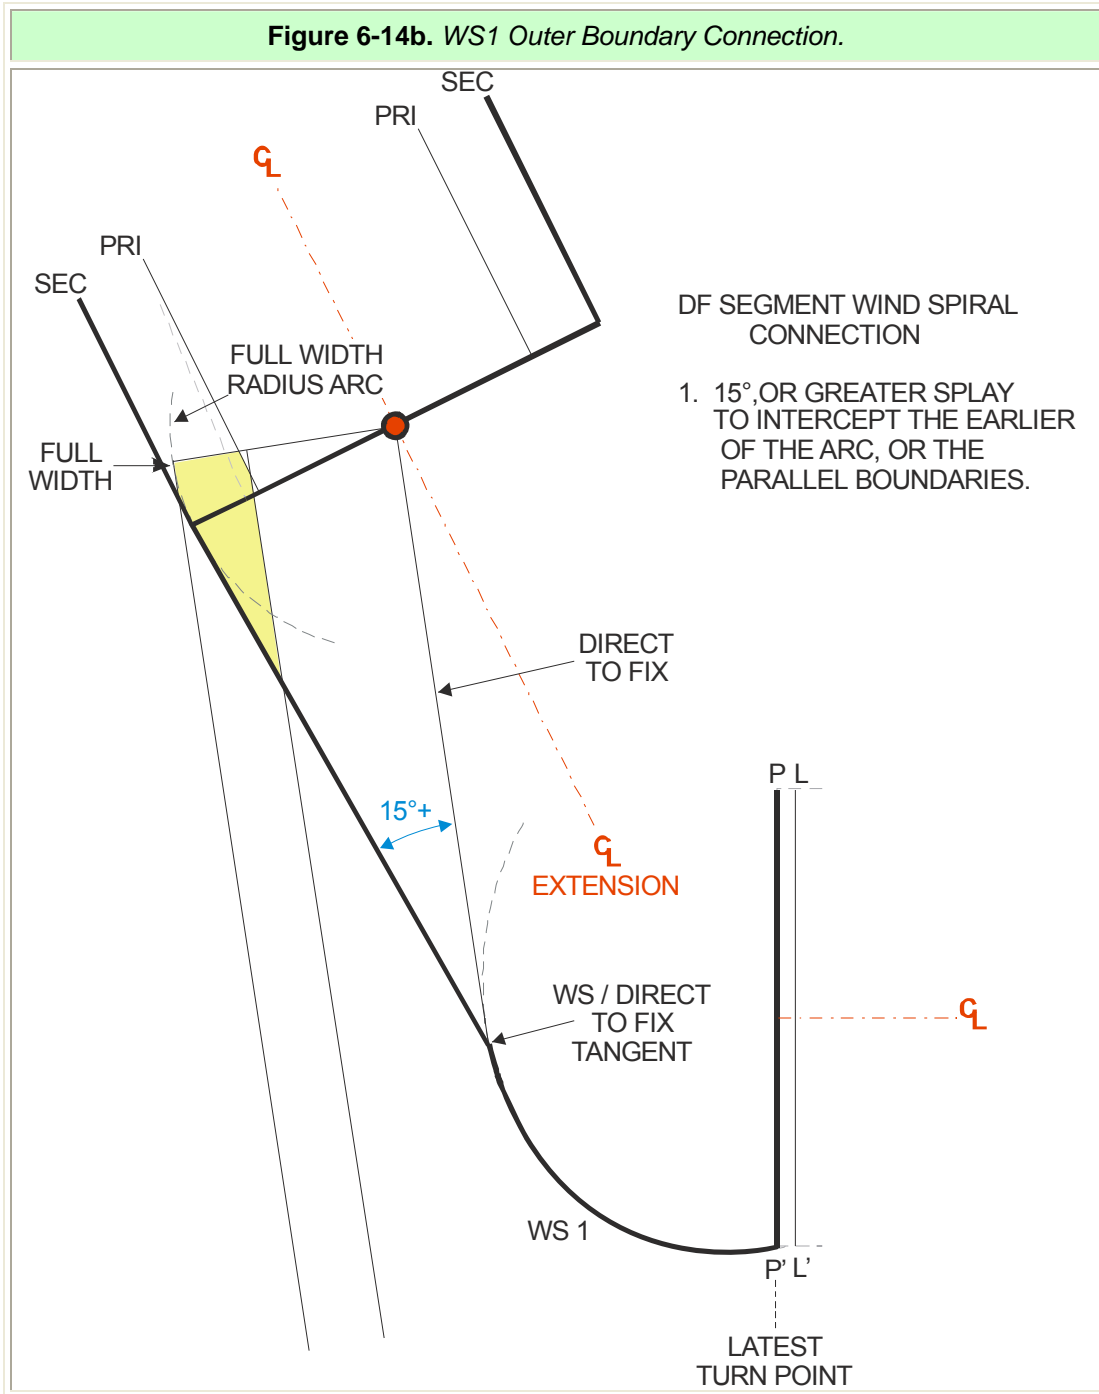 Figure 6-14b. WS1 Outer Boundary Connection.
SEC
PRI
CL
PRI
SEC
DF SEGMENT WIND SPIRAL
CONNECTION
FULL WIDTH
RADIUS ARC
1. 15°,OR GREATER SPLAY
TO INTERCEPT THE EARLIER
OF THE ARC, OR THE
PARALLEL BOUNDARIES.
FULL
WIDTH
DIRECT
TO FIX
P L
15°+
CL
EXTENSION
WS / DIRECT
TO FIX
TANGENT
CL
WS 1
P' L'
LATEST
TURN POINT